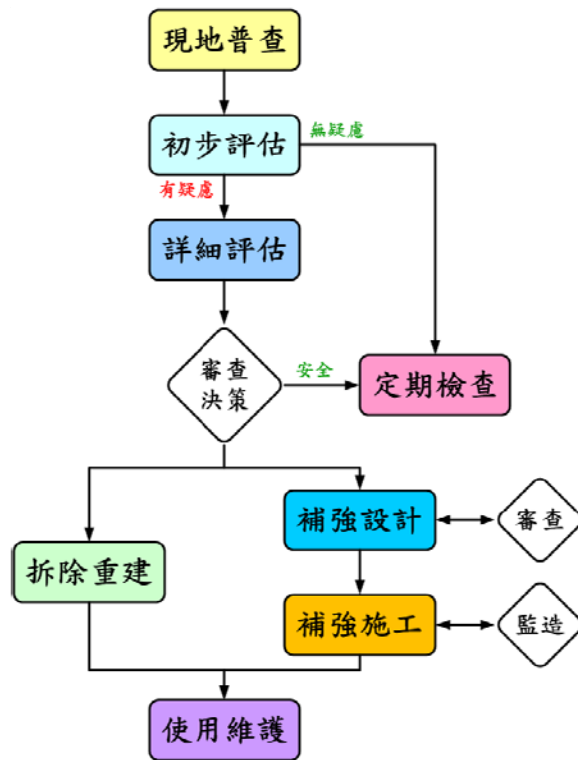 現地普查
初步評估
無疑慮
有疑慮
詳細評估
審查
決策
安全
定期檢查
補強設計
審查
拆除重建
補強施工
監造
使用維護